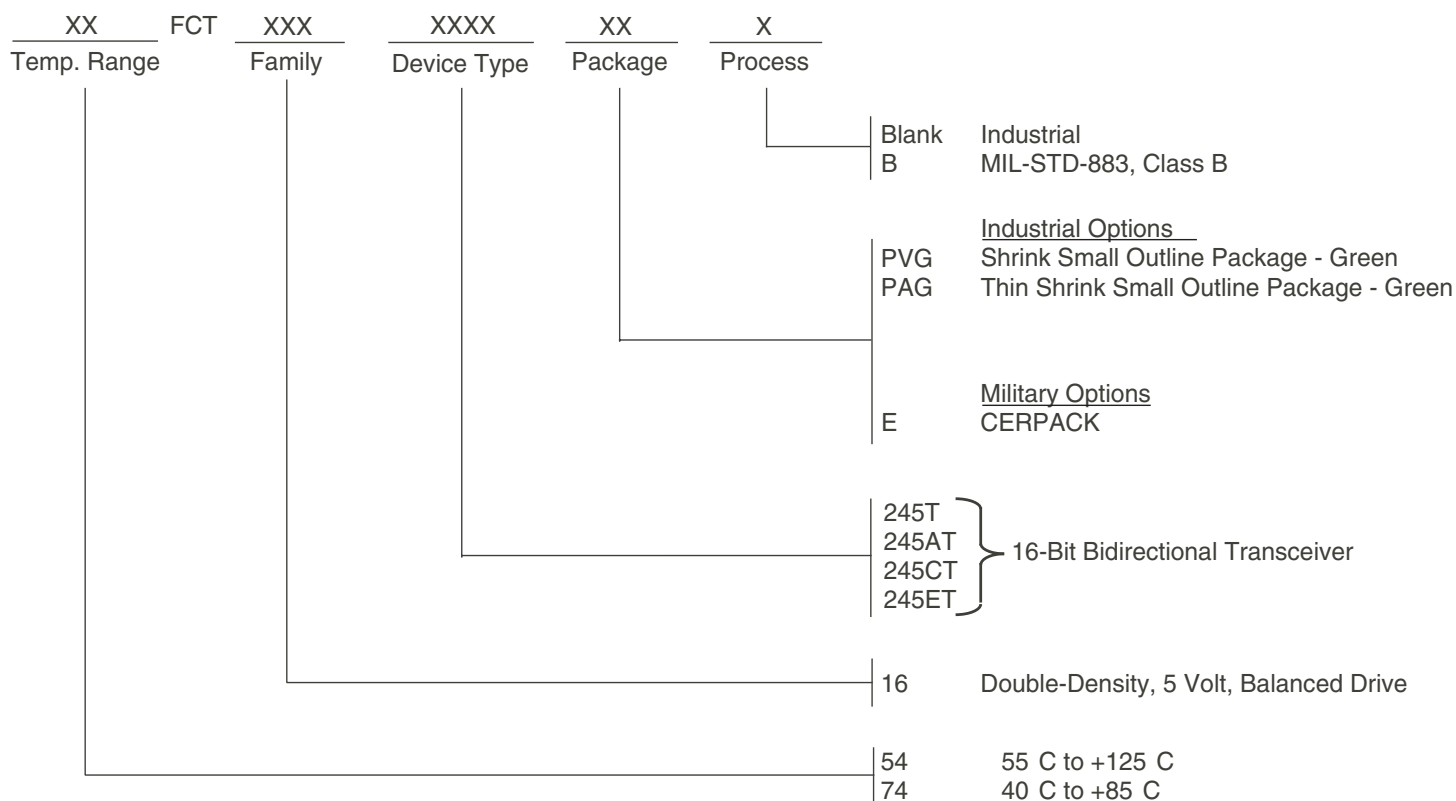 XX FCT XXX XXXX XX X
Temp. Range Family Device Type Package Process
Blank Industrial
B MIL-STD-883, Class B
Industrial Options
PVG Shrink Small Outline Package - Green
PAG Thin Shrink Small Outline Package - Green
Military Options
E CERPACK
245T
245AT
245CT
245ET
16-Bit Bidirectional Transceiver
16 Double-Density, 5 Volt, Balanced Drive
54 55 C to +125 C
74 40 C to +85 C